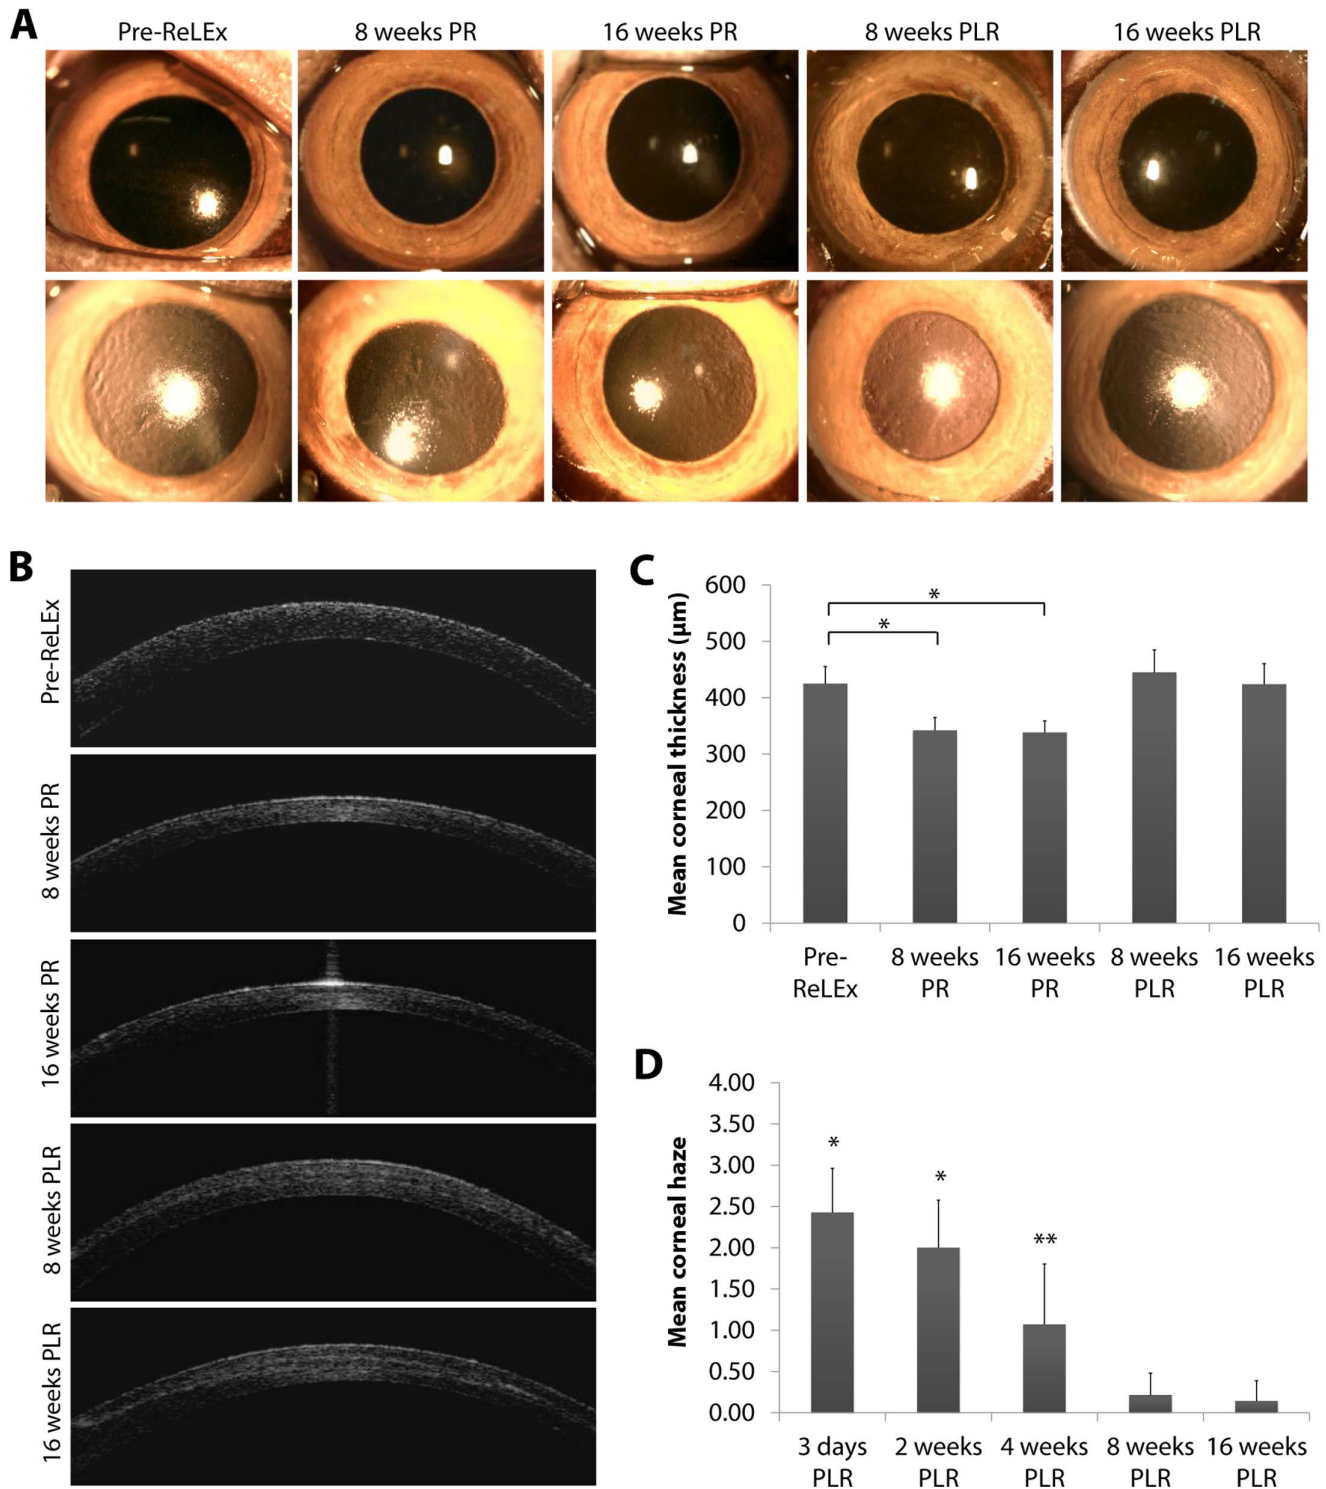 A
Pre-ReLEx
8 weeks PR
16 weeks PR
8 weeks PLR
16 weeks PLR
B
Pre-ReLEx
8 weeks PR
16 weeks PR
8 weeks PLR
16 weeks PLR
C
Mean corneal thickness (μm)
600
500
400
300
200
100
0
*
*
Pre-
ReLEx
8 weeks
PR
16 weeks
PR
8 weeks
PLR
16 weeks
PLR
D
Mean corneal haze
4.00
3.50
3.00
2.50
2.00
1.50
1.00
0.50
0.00
*
*
**
3 days
PLR
2 weeks
PLR
4 weeks
PLR
8 weeks
PLR
16 weeks
PLR